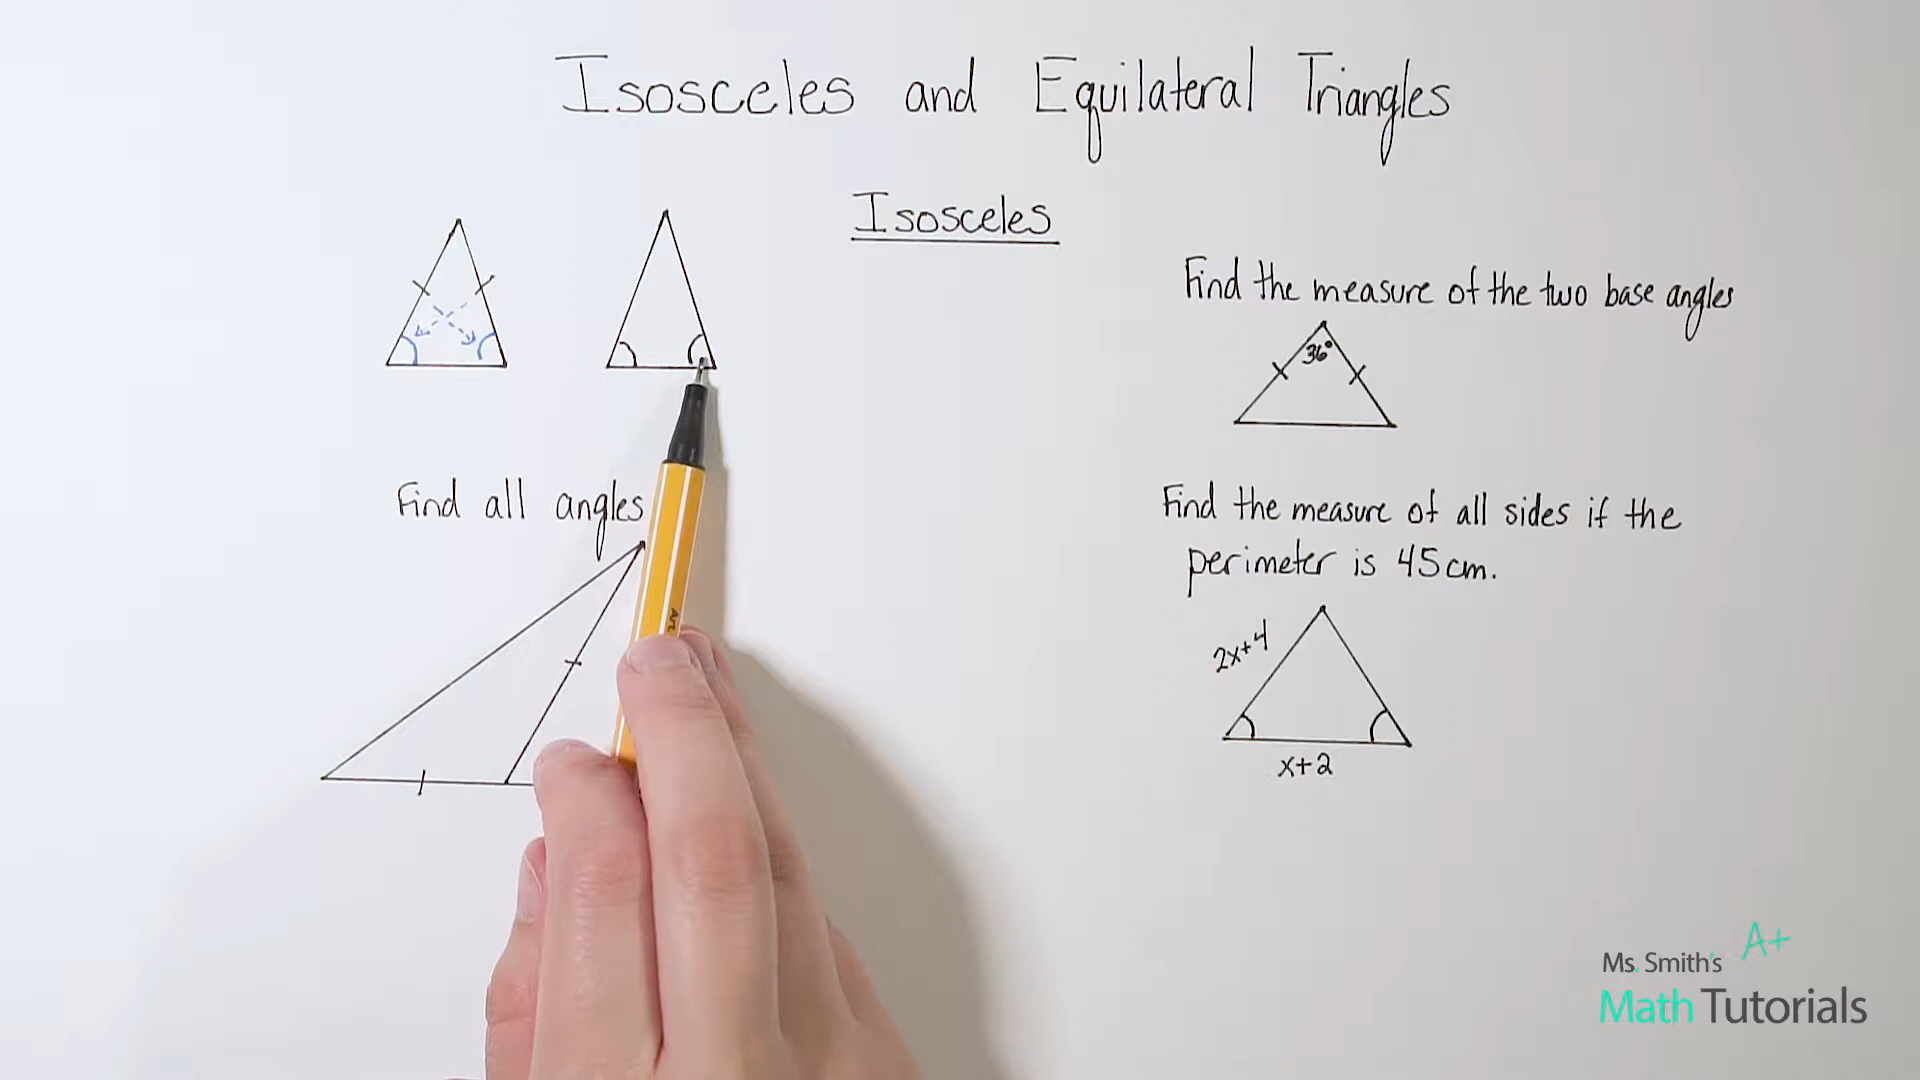 Isosceles and Equilateral Triangles
Isosceles
Find the measure of the two base angles
36°
Find all angles
Find the measure of all sides if the
perimeter is 45cm.
2x+4
x+2
Ms. Smith's A+
Math Tutorials